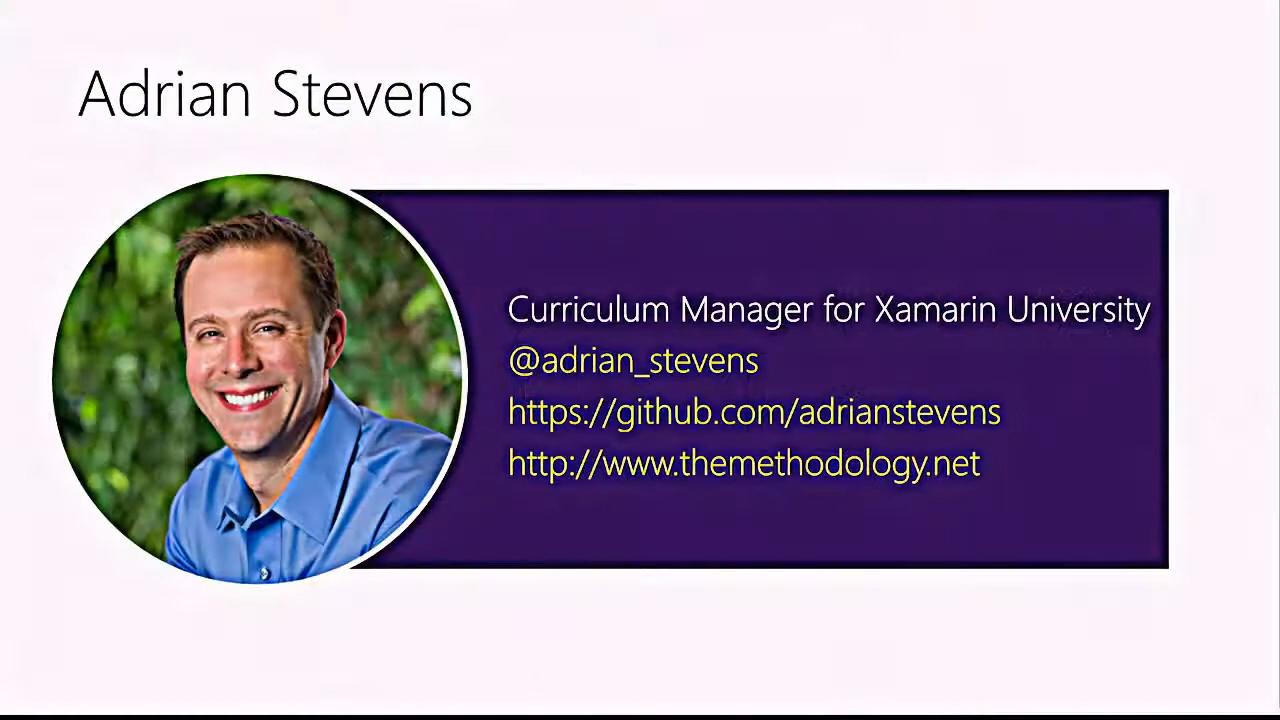 Adrian Stevens
Curriculum Manager for Xamarin University
@adrian_stevens
https://github.com/adrianstevens
http://www.themethodology.net